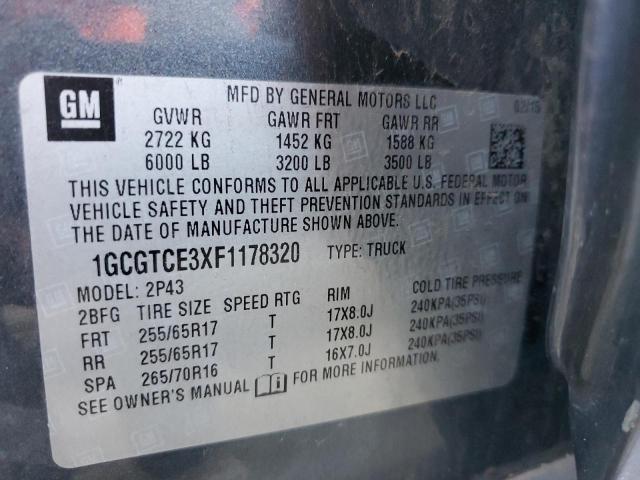 GM
MFD BY GENERAL MOTORS LLC 02/15
GVWR GAWR FRT GAWR RR
2722 KG 1452 KG 1588 KG
6000 LB 3200 LB 3500 LB
THIS VEHICLE CONFORMS TO ALL APPLICABLE U.S. FEDERAL MOTOR
VEHICLE SAFETY AND THEFT PREVENTION STANDARDS IN EFFECT ON
THE DATE OF MANUFACTURE SHOWN ABOVE.
1GCGTCE3XF1178320 TYPE: TRUCK
MODEL: 2P43
2BFG TIRE SIZE SPEED RTG RIM COLD TIRE PRESSURE
FRT 255/65R17 T 17X8.0J 240KPA(35PSI)
RR 255/65R17 T 17X8.0J 240KPA(35PSI)
SPA 265/70R16 T 16X7.0J 240KPA(35PSI)
SEE OWNER'S MANUAL FOR MORE INFORMATION.